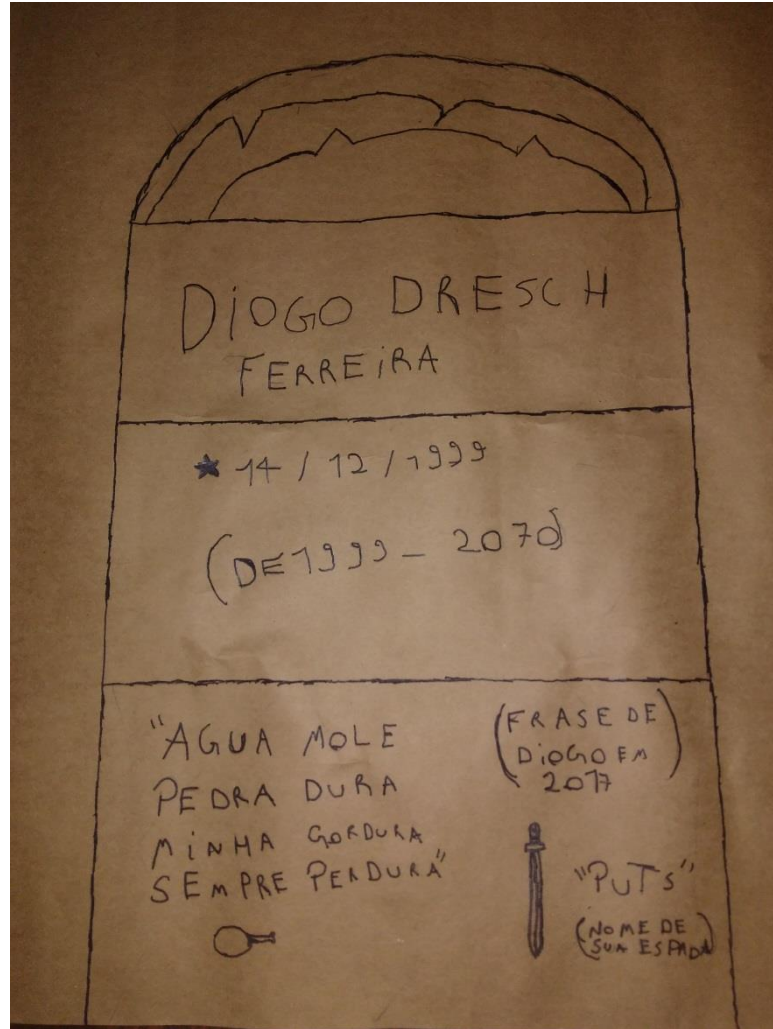 DIOGO DRESCH
FERREIRA
★ 14 / 12 / 1999
(DE 1999 - 2070)
"AGUA MOLE
PEDRA DURA
MINHA GORDURA
SEMPRE PERDURA"
(FRASE DE
DIOGO EM
2017)
"PUTS"
(NOME DE
SUA ESPADA)